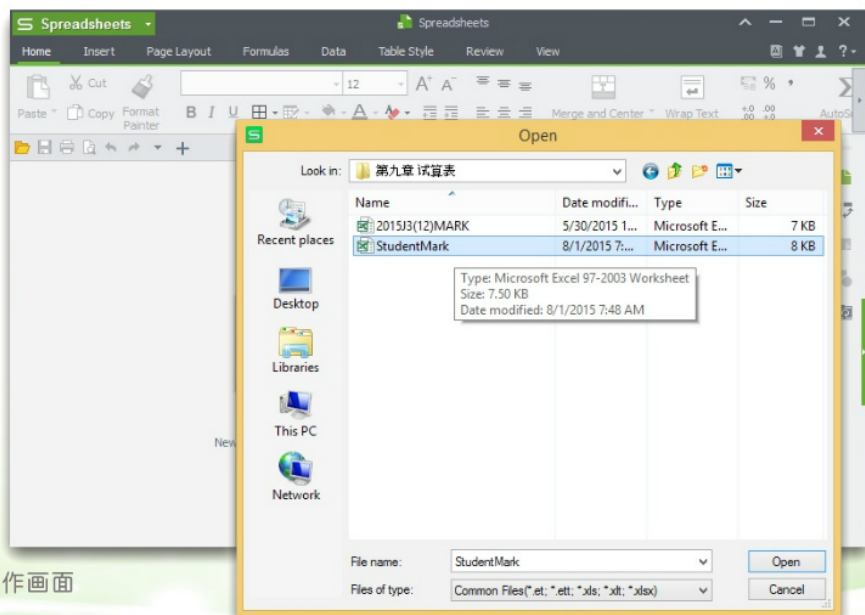 Spreadsheets
Spreadsheets
Home Insert Page Layout Formulas Data Table Style Review View
Cut 12 A+ A- %
Paste Copy Format Painter B I U Merge and Center Wrap Text
Open
Look in: 第九章 试算表
Name Date modifi... Type Size
2015J3(12)MARK 5/30/2015 1... Microsoft E... 7 KB
StudentMark 8/1/2015 7:... Microsoft E... 8 KB
Type: Microsoft Excel 97-2003 Worksheet
Size: 7.50 KB
Date modified: 8/1/2015 7:48 AM
Recent places
Desktop
Libraries
This PC
Network
New
File name: StudentMark Open
Files of type: Common Files(*.et; *.ett; *.xls; *.xlt; *.xlsx) Cancel
作画面